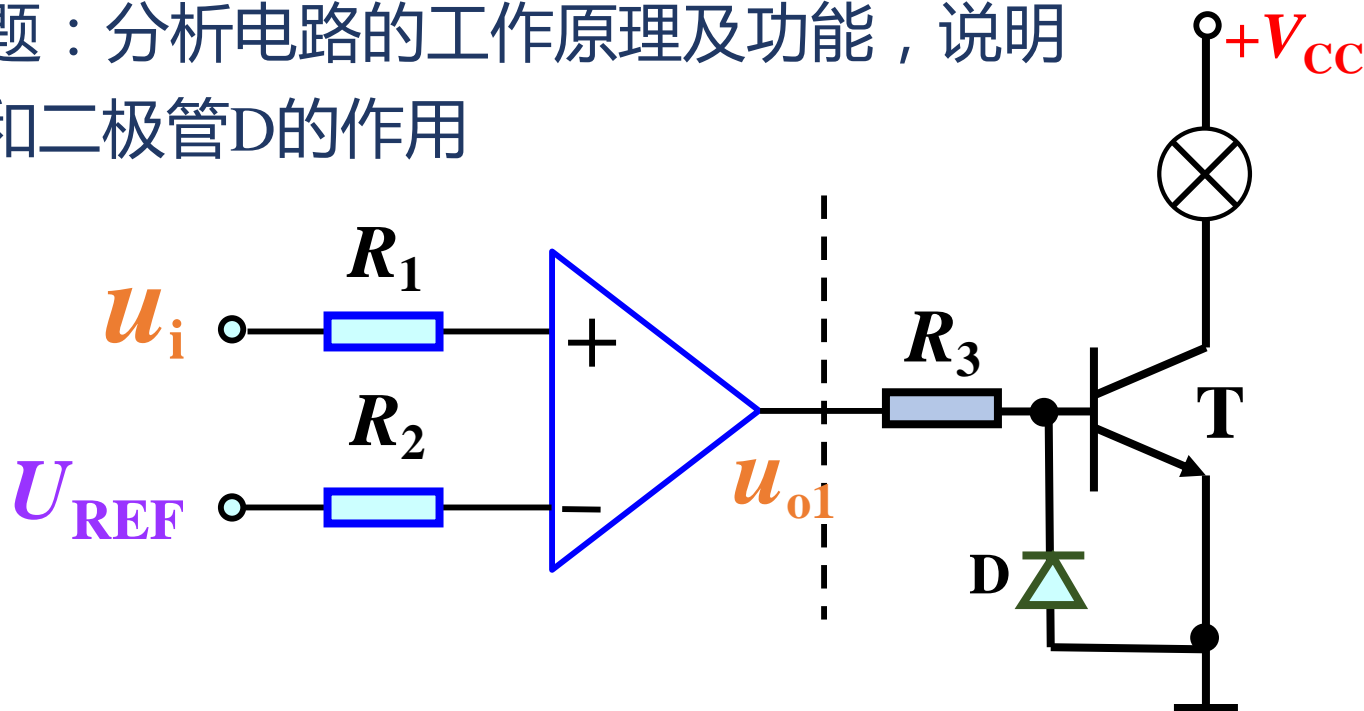 题：分析电路的工作原理及功能，说明
和二极管D的作用
+VCC
R1
ui
+
R3
R2
T
UREF
−
uo1
D